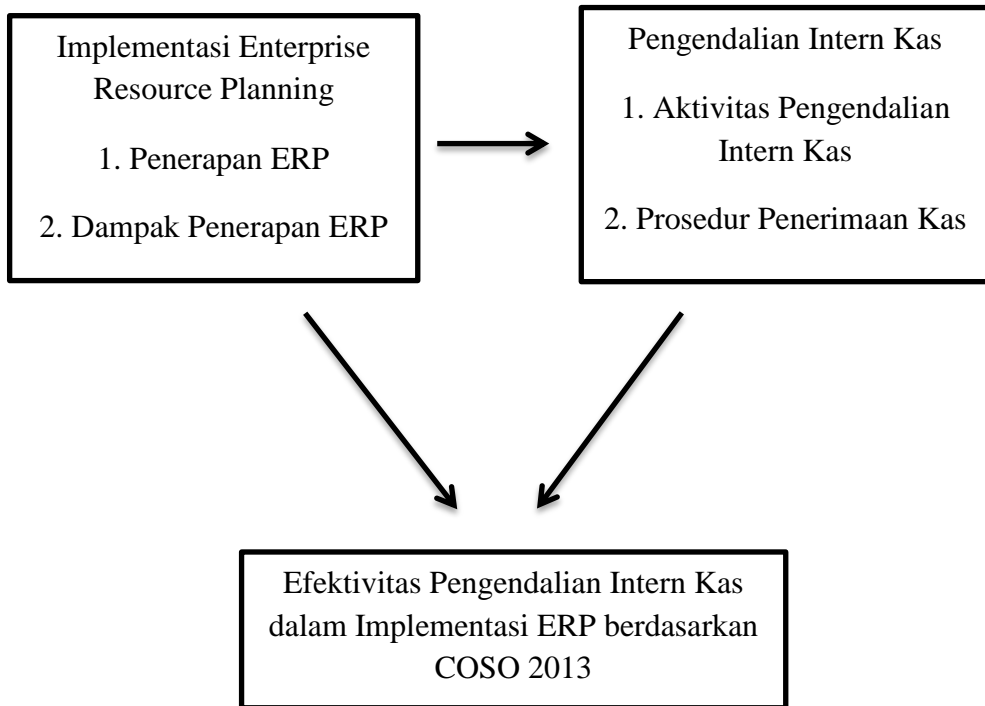 Implementasi Enterprise
Resource Planning
1. Penerapan ERP
2. Dampak Penerapan ERP
Pengendalian Intern Kas
1. Aktivitas Pengendalian
Intern Kas
2. Prosedur Penerimaan Kas
Efektivitas Pengendalian Intern Kas
dalam Implementasi ERP berdasarkan
COSO 2013